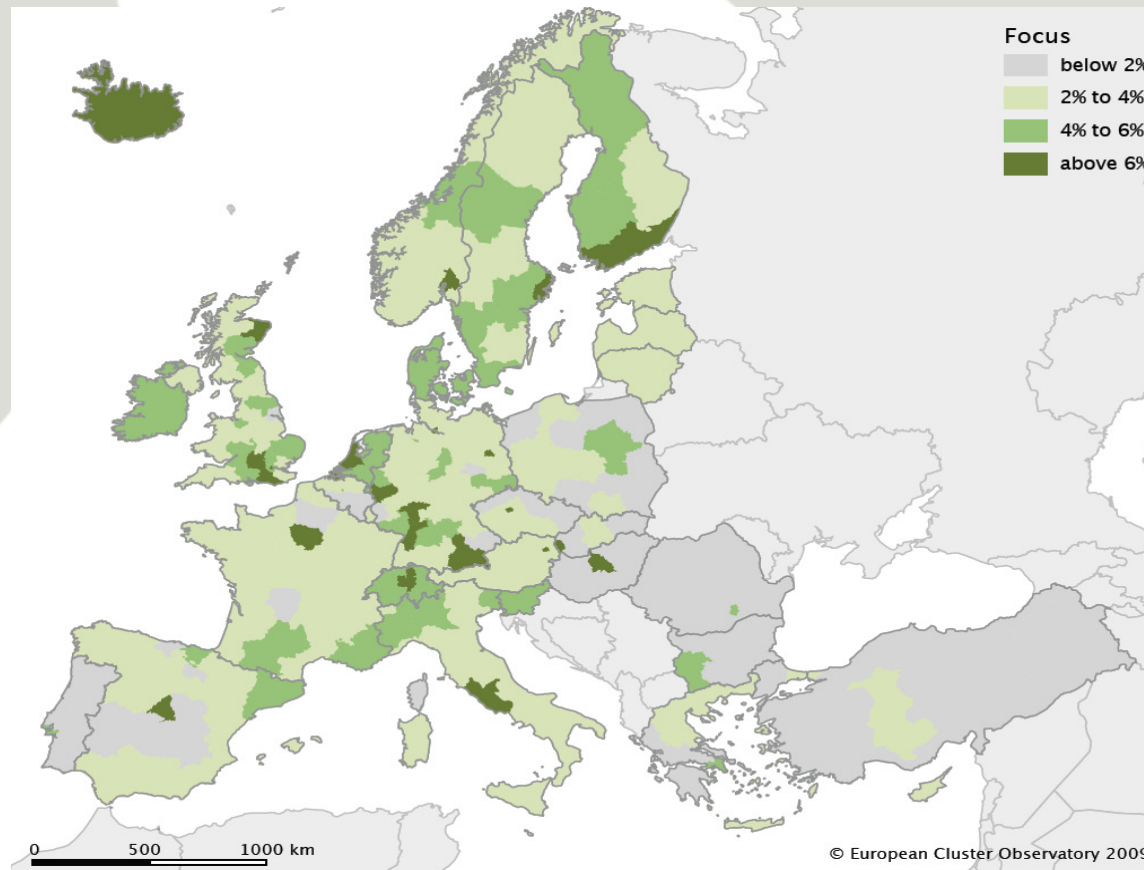 Focus
below 2%
2% to 4%
4% to 6%
above 6%
0 500 1000 km
© European Cluster Observatory 2009